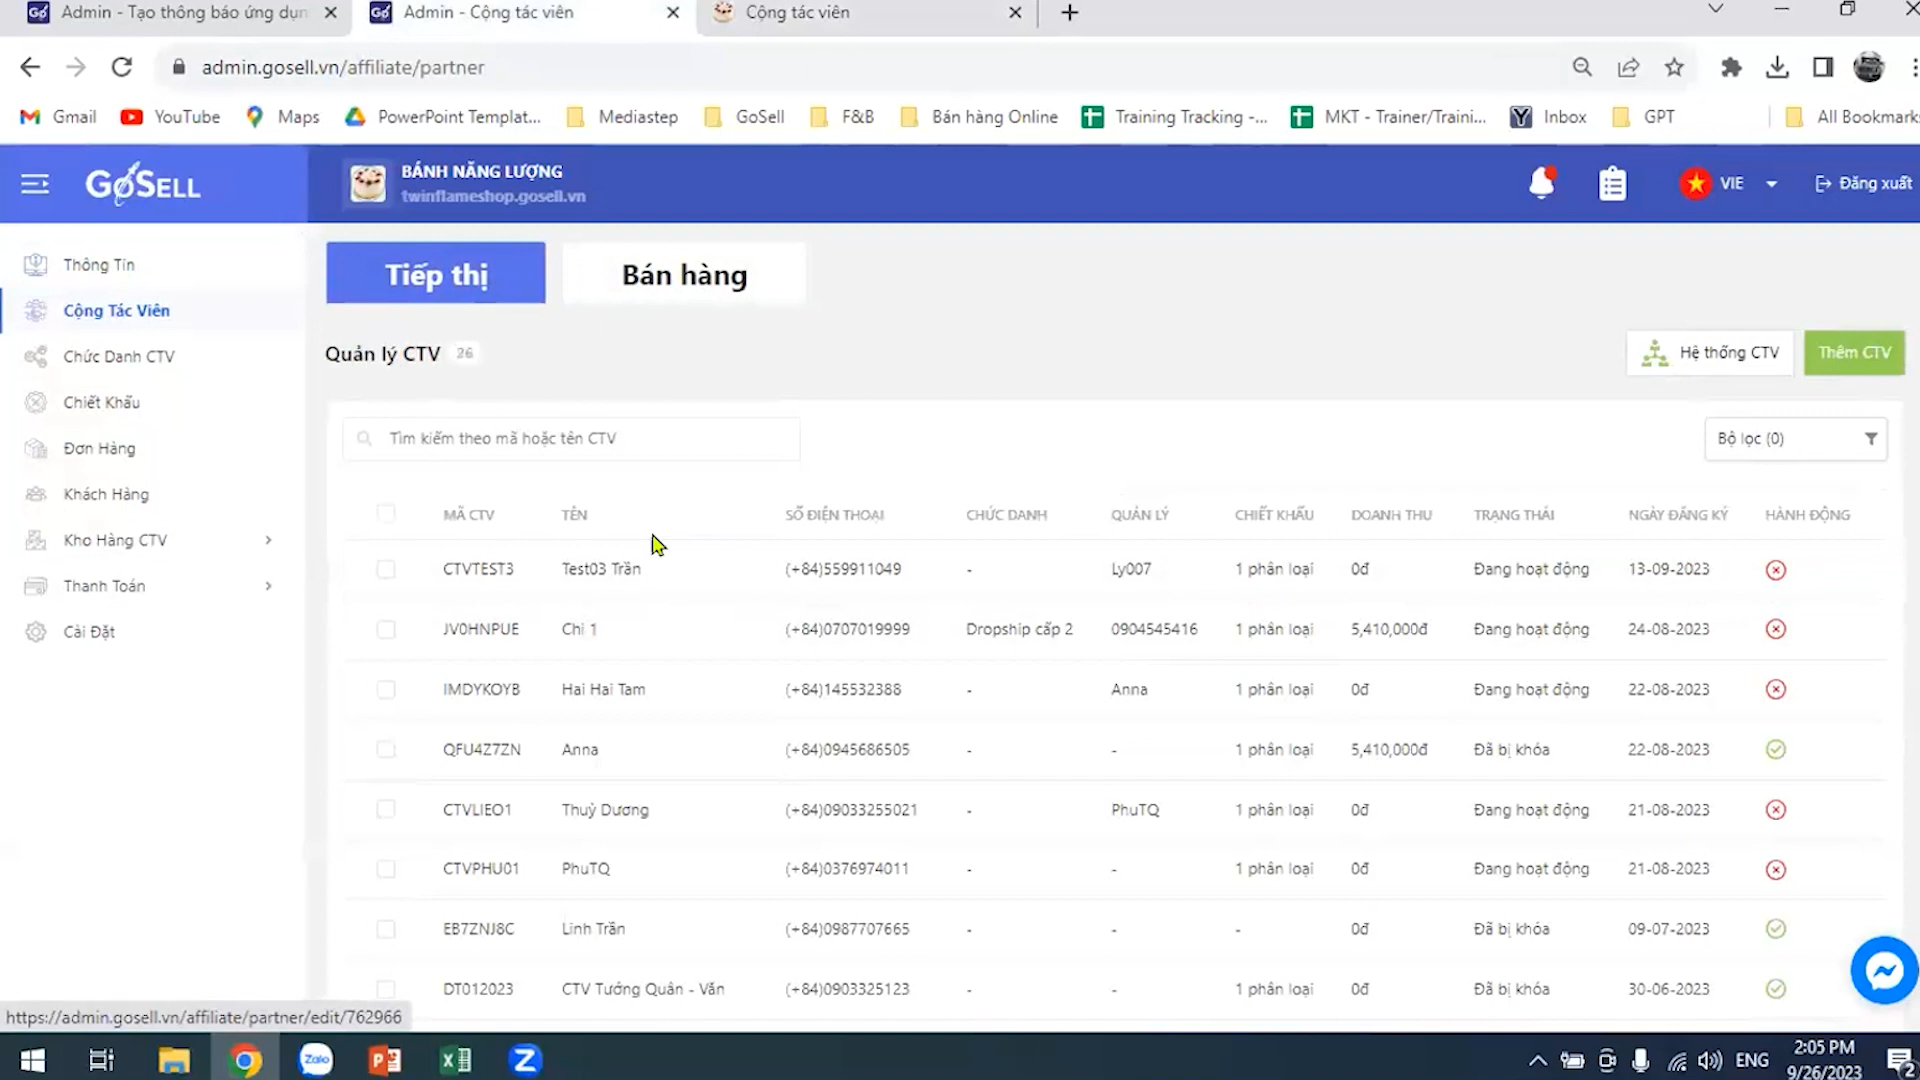 Admin - Tạo thông báo ứng dụn
Admin - Cộng tác viên
Cộng tác viên
admin.gosell.vn/affiliate/partner
Gmail
YouTube
Maps
PowerPoint Templat...
Mediastep
GoSell
F&B
Bán hàng Online
Training Tracking -...
MKT - Trainer/Traini...
Inbox
GPT
All Bookmarks
GOSELL
BÁNH NĂNG LƯỢNG
twinflameshop.gosell.vn
VIE
Đăng xuất
Thông Tin
Cộng Tác Viên
Chức Danh CTV
Chiết Khấu
Đơn Hàng
Khách Hàng
Kho Hàng CTV
Thanh Toán
Cài Đặt
Tiếp thị
Bán hàng
Quản lý CTV 26
Hệ thống CTV
Thêm CTV
Tìm kiếm theo mã hoặc tên CTV
Bộ lọc (0)
MÃ CTV TÊN SỐ ĐIỆN THOẠI CHỨC DANH QUẢN LÝ CHIẾT KHẤU DOANH THU TRẠNG THÁI NGÀY ĐĂNG KÝ HÀNH ĐỘNG
CTVTEST3 Test03 Trần (+84)559911049 - Ly007 1 phân loại 0đ Đang hoạt động 13-09-2023
JV0HNPUE Chi 1 (+84)0707019999 Dropship cấp 2 0904545416 1 phân loại 5,410,000đ Đang hoạt động 24-08-2023
IMDYKOYB Hai Hai Tam (+84)145532388 - Anna 1 phân loại 0đ Đang hoạt động 22-08-2023
QFU4Z7ZN Anna (+84)0945686505 - - 1 phân loại 5,410,000đ Đã bị khóa 22-08-2023
CTVLIEO1 Thuỳ Dương (+84)09033255021 - PhuTQ 1 phân loại 0đ Đang hoạt động 21-08-2023
CTVPHU01 PhuTQ (+84)0376974011 - - 1 phân loại 0đ Đang hoạt động 21-08-2023
EB7ZNJ8C Linh Trần (+84)0987707665 - - - 0đ Đã bị khóa 09-07-2023
DT012023 CTV Tướng Quân - Văn (+84)0903325123 - - 1 phân loại 0đ Đã bị khóa 30-06-2023
https://admin.gosell.vn/affiliate/partner/edit/762966
Zalo
ENG
2:05 PM
9/26/2023
2